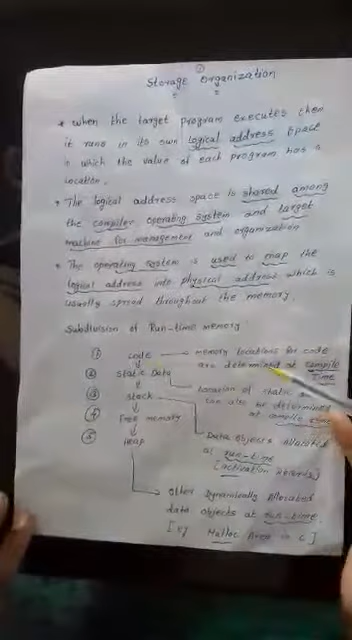 ①
Storage Organization
* When the target program executes then
it runs in its own logical address space
in which the value of each program has a
location.
* The logical address space is shared among
the compiler operating system and target
machine for management and organization
* The operating system is used to map the
logical address into physical address which is
usually spread throughout the memory.
Subdivision of Run-time memory
① code → memory locations for code
are determined at compile
time
② Static Data → Location of static
can also be determined
at compile time
③ Stack → Data objects allocated
at run-time
(Activation Records)
④ Free memory
⑤ Heap → Other Dynamically Allocated
data objects at run-time.
[eg Malloc Area in C]